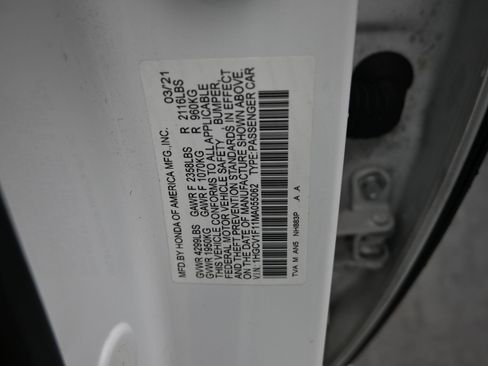 MFD.BY HONDA OF AMERICA MFG.,INC. 03/21
GVWR 4299LBS GAWR F 2358LBS R 2116LBS
GVWR 1950KG GAWR F 1070KG R 960KG
THIS VEHICLE CONFORMS TO ALL APPLICABLE
FEDERAL MOTOR VEHICLE SAFETY, BUMPER,
AND THEFT PREVENTION STANDARDS IN EFFECT
ON THE DATE OF MANUFACTURE SHOWN ABOVE.
V.I.N.: 1HGCV1F11MA055062 TYPE:PASSENGER CAR
TVA M AN5 NH883P A A